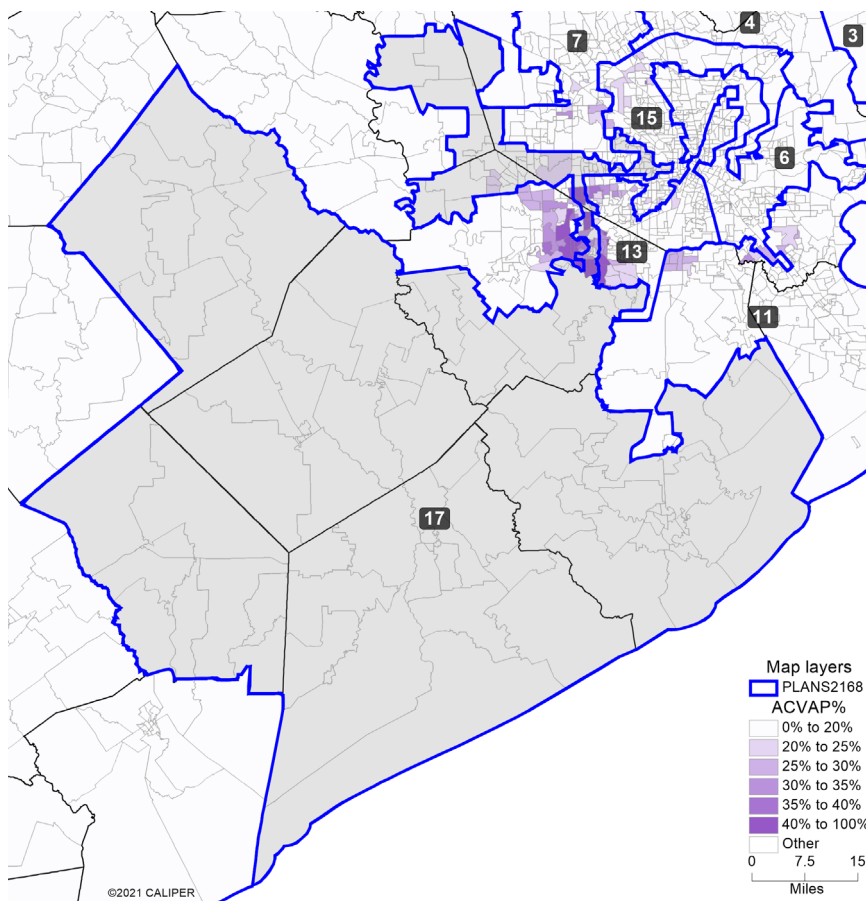 7
4
3
15
6
13
11
17
Map layers
PLANS2168
ACVAP%
0% to 20%
20% to 25%
25% to 30%
30% to 35%
35% to 40%
40% to 100%
Other
0 7.5 15
Miles
©2021 CALIPER